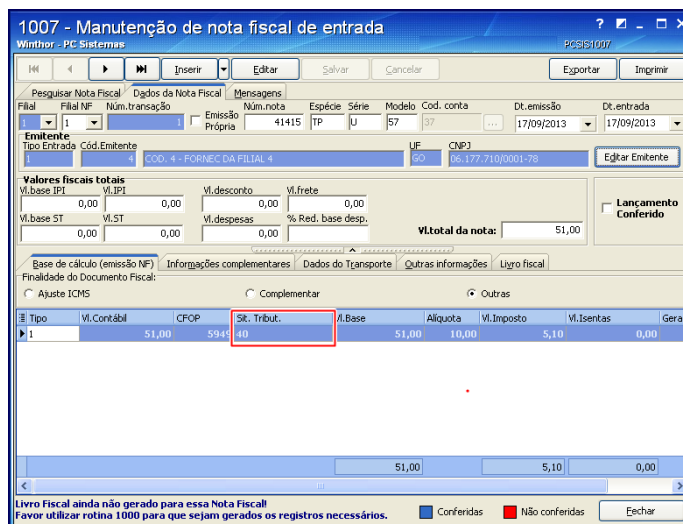 1007 - Manutenção de nota fiscal de entrada
Winthor - PC Sistemas PCSIS1007
Inserir Editar Salvar Cancelar Exportar Imprimir
Pesquisar Nota Fiscal Dados da Nota Fiscal Mensagens
Filial Filial NF Núm.transação Emissão Própria Núm.nota Espécie Série Modelo Cod. conta Dt.emissão Dt.entrada
1 1 1 41415 TP U 57 37 ... 17/09/2013 17/09/2013
Emitente
Tipo Entrada Cód.Emitente UF CNPJ
1 4 COD. 4 - FORNEC DA FILIAL 4 GO 06.177.710/0001-78 Editar Emitente
Valores fiscais totais
Vl.base IPI Vl.IPI Vl.desconto Vl.frete
0,00 0,00 0,00 0,00
Lançamento Conferido
Vl.base ST Vl.ST Vl.despesas % Red. base desp.
0,00 0,00 0,00 Vl.total da nota: 51,00
Base de cálculo (emissão NF) Informações complementares Dados do Transporte Outras informações Livro fiscal
Finalidade do Documento Fiscal:
Ajuste ICMS Complementar Outras
Tipo Vl.Contábil CFOP Sit. Tribut. Vl.Base Alíquota Vl.Imposto Vl.Isentas Gera
1 51,00 5949 40 51,00 10,00 5,10 0,00
51,00 5,10 0,00
Livro Fiscal ainda não gerado para essa Nota Fiscal!
Favor utilizar rotina 1000 para que sejam gerados os registros necessários.
Conferidas Não conferidas Fechar